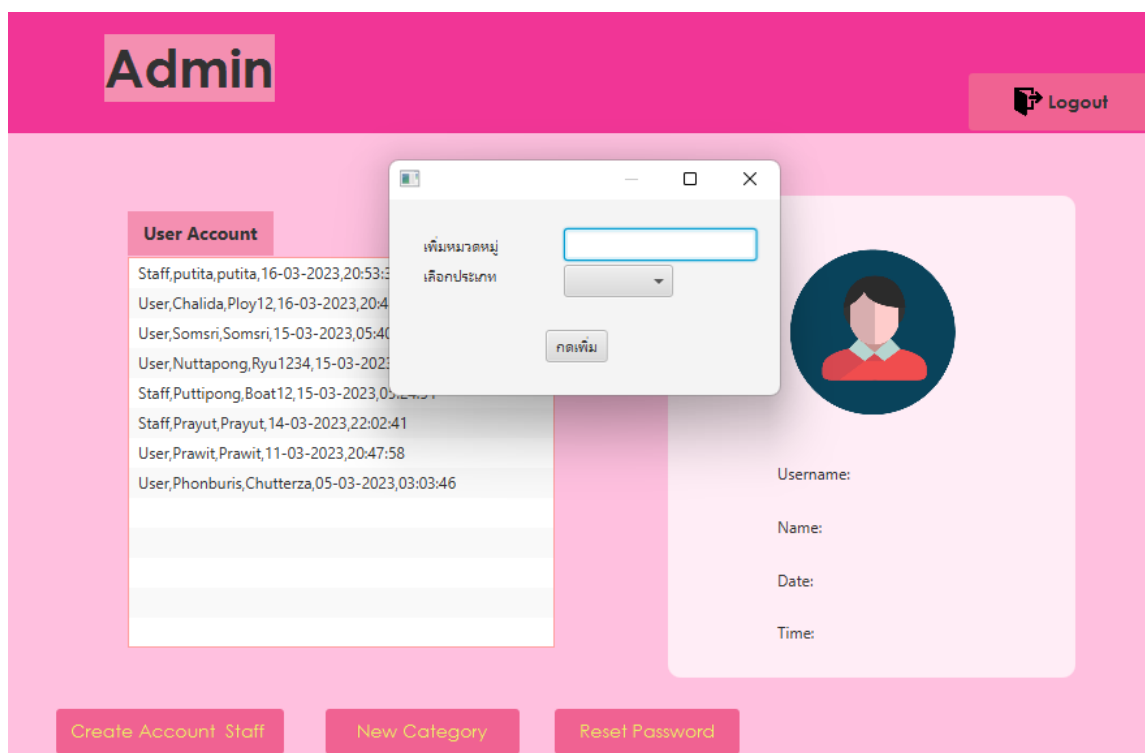 Admin
Logout
User Account
Staff,putita,putita,16-03-2023,20:53:3
User,Chalida,Ploy12,16-03-2023,20:4
User,Somsri,Somsri,15-03-2023,05:40
User,Nuttapong,Ryu1234,15-03-2023
Staff,Puttipong,Boat12,15-03-2023,05:24:51
Staff,Prayut,Prayut,14-03-2023,22:02:41
User,Prawit,Prawit,11-03-2023,20:47:58
User,Phonburis,Chutterza,05-03-2023,03:03:46
เพิ่มหมวดหมู่
เลือกประเภท
กดเพิ่ม
Username:
Name:
Date:
Time:
Create Account Staff
New Category
Reset Password